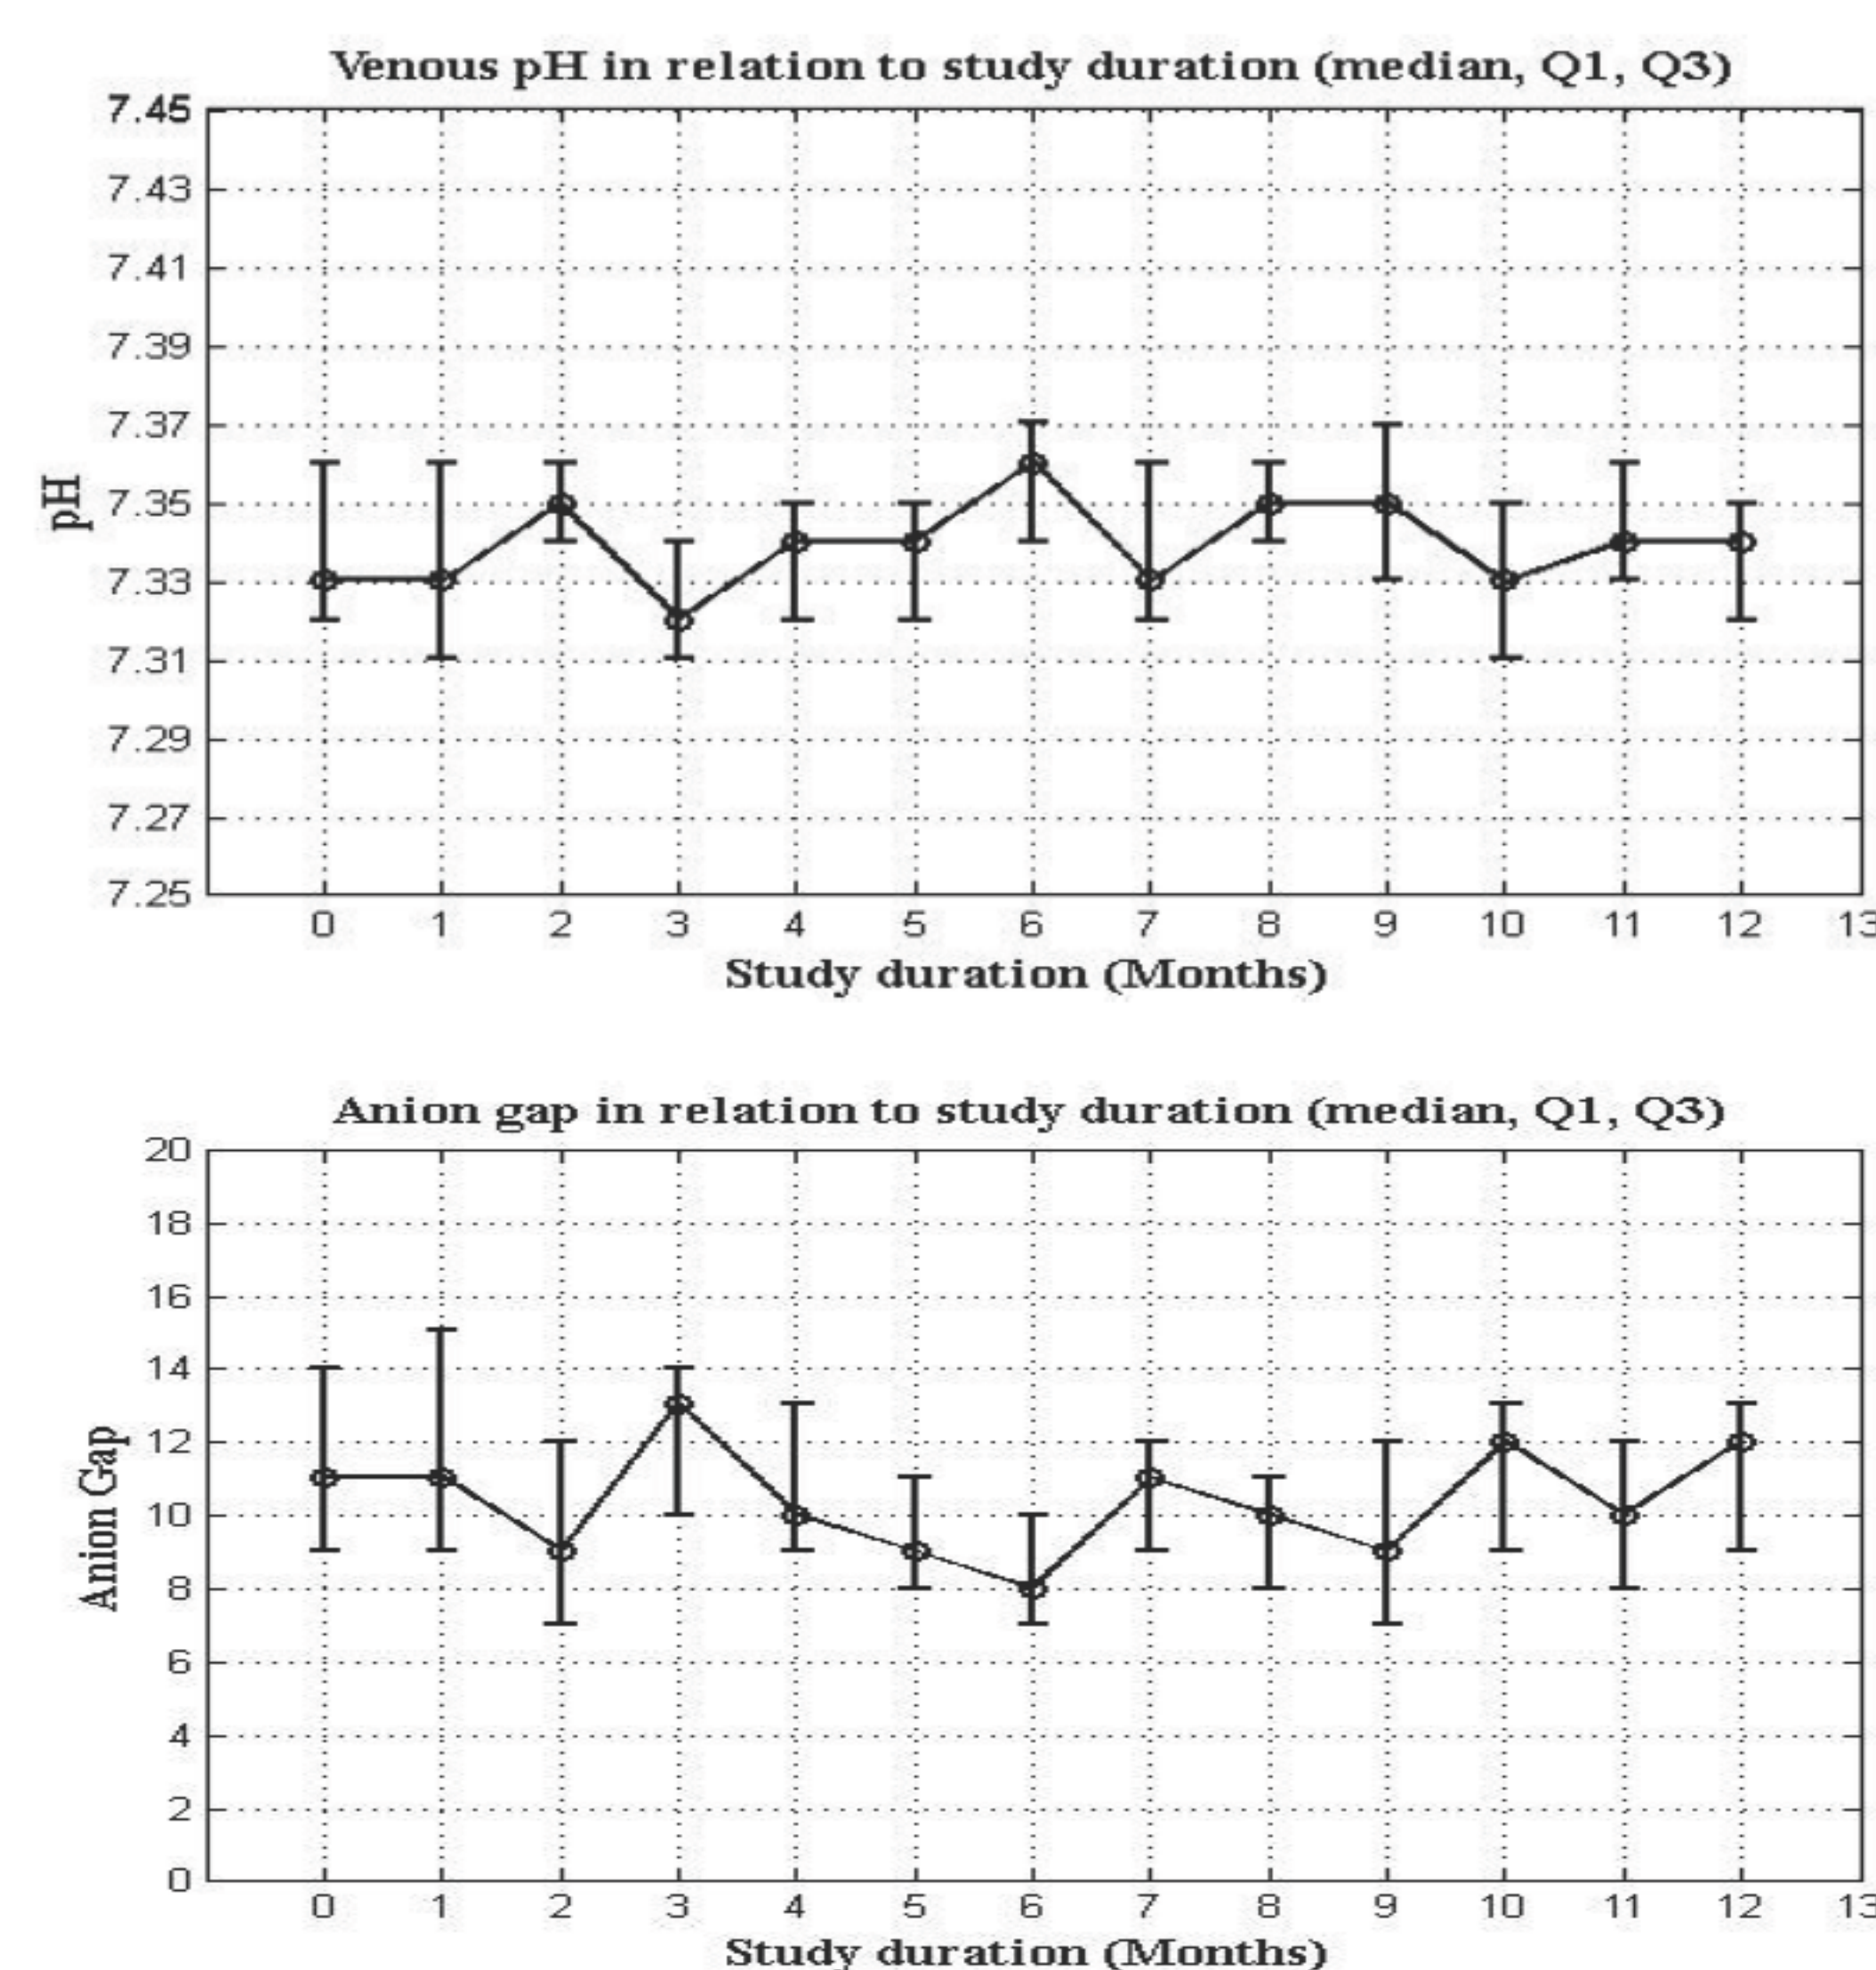 Venous pH in relation to study duration (median, Q1, Q3)
7.45
7.43
7.41
7.39
7.37
7.35
7.33
7.31
7.29
7.27
7.25
pH
0 1 2 3 4 5 6 7 8 9 10 11 12 13
Study duration (Months)
Anion gap in relation to study duration (median, Q1, Q3)
20
18
16
14
12
10
8
6
4
2
0
Anion Gap
0 1 2 3 4 5 6 7 8 9 10 11 12 13
Study duration (Months)